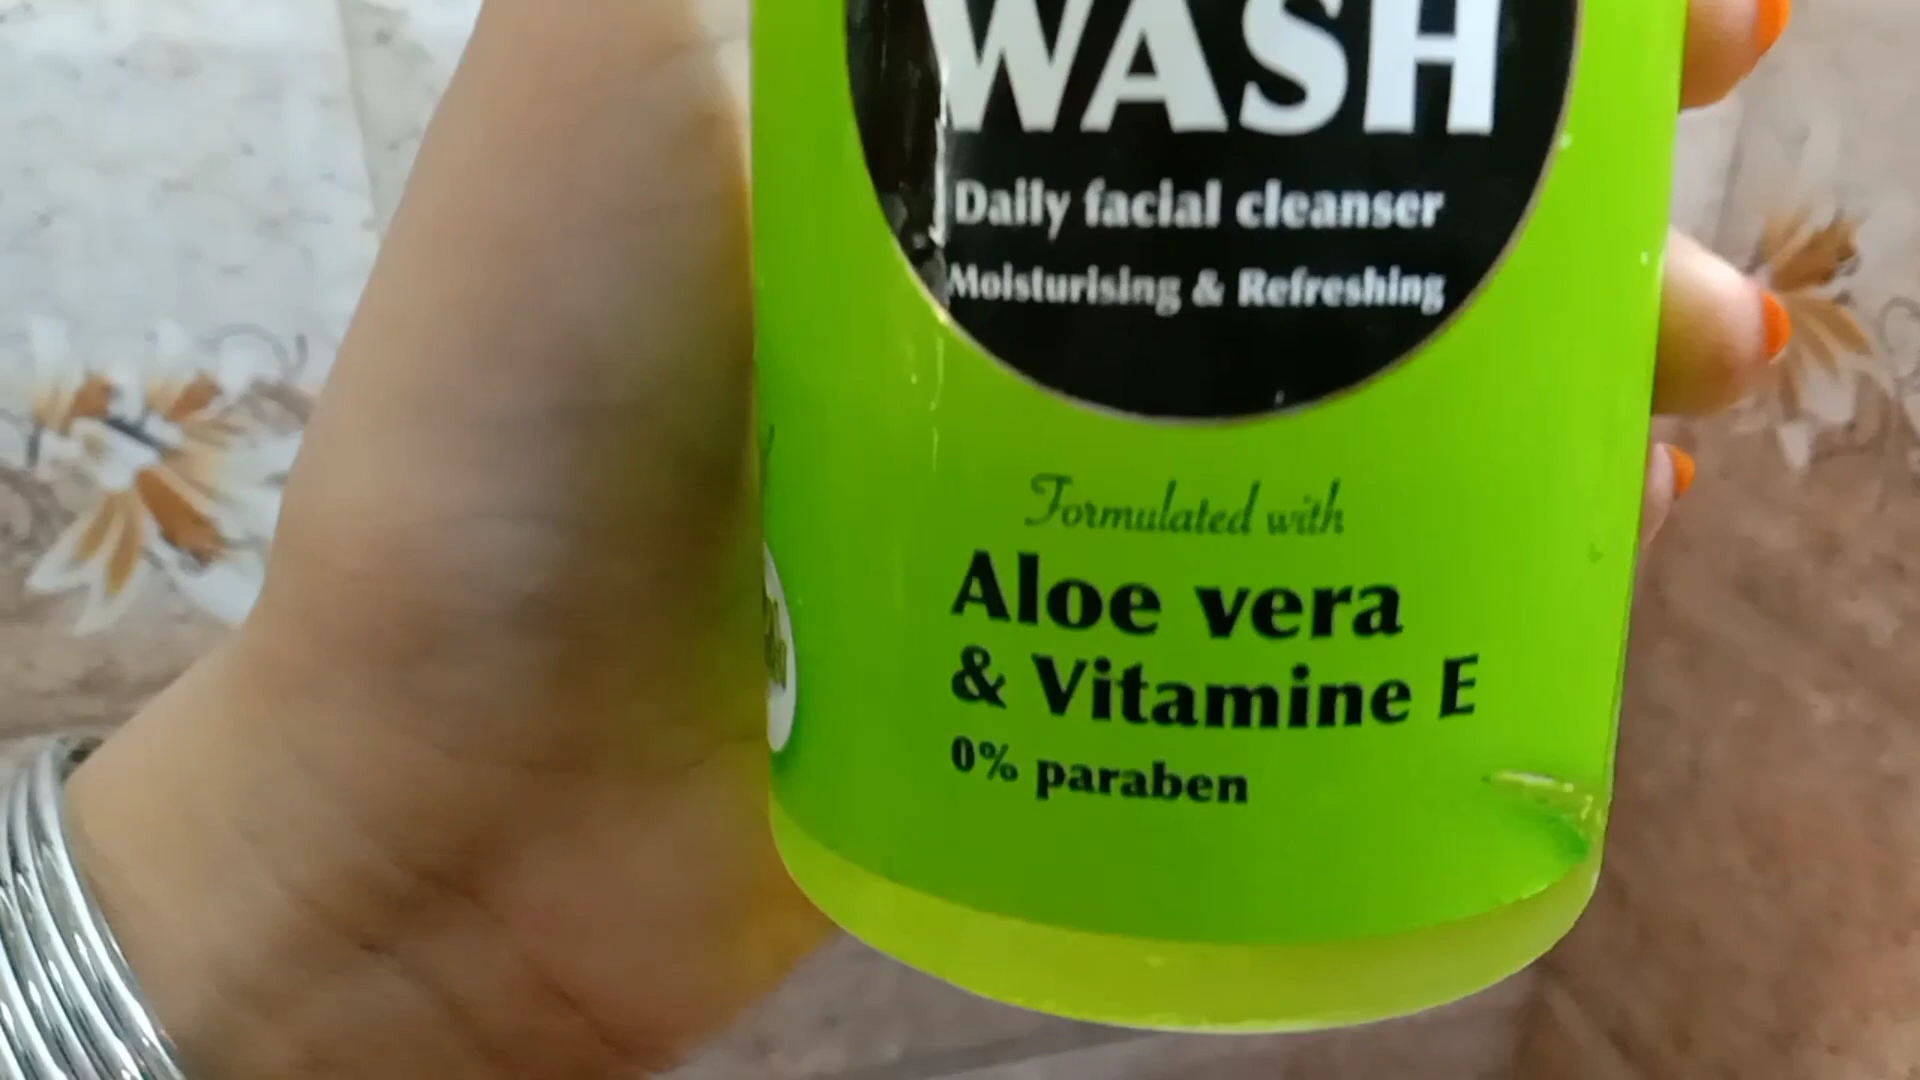 WASH
Daily facial cleanser
Moisturising & Refreshing
Formulated with
Aloe vera
& Vitamine E
0% paraben